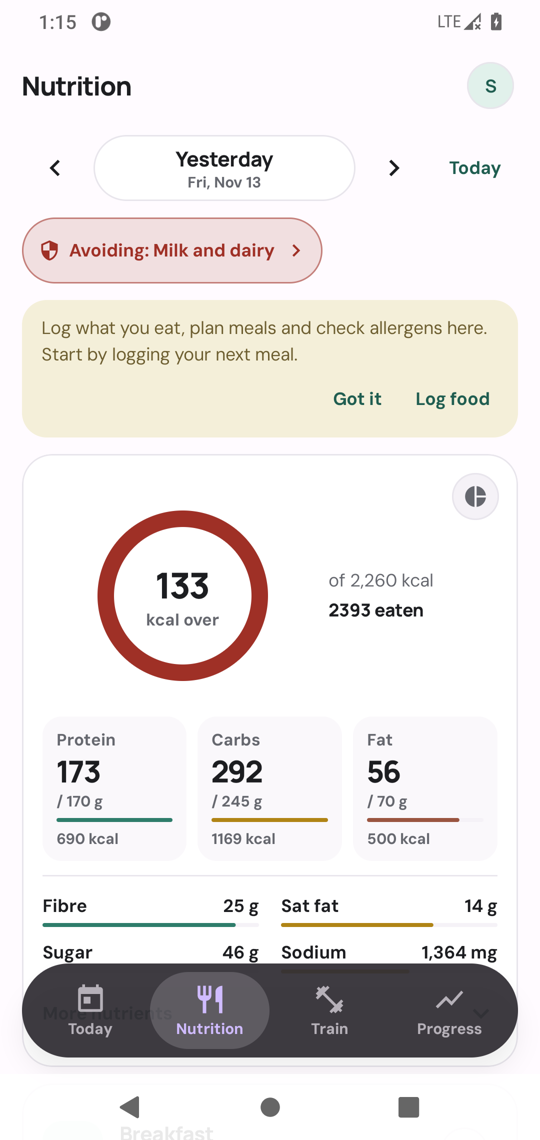 1:15
LTE
Nutrition
S
Yesterday
Fri, Nov 13
Today
Avoiding: Milk and dairy
Log what you eat, plan meals and check allergens here.
Start by logging your next meal.
Got it
Log food
133
kcal over
of 2,260 kcal
2393 eaten
Protein
173
/ 170 g
690 kcal
Carbs
292
/ 245 g
1169 kcal
Fat
56
/ 70 g
500 kcal
Fibre 25 g
Sat fat 14 g
Sugar 46 g
Sodium 1,364 mg
More nutrients
Today
Nutrition
Train
Progress
Breakfast